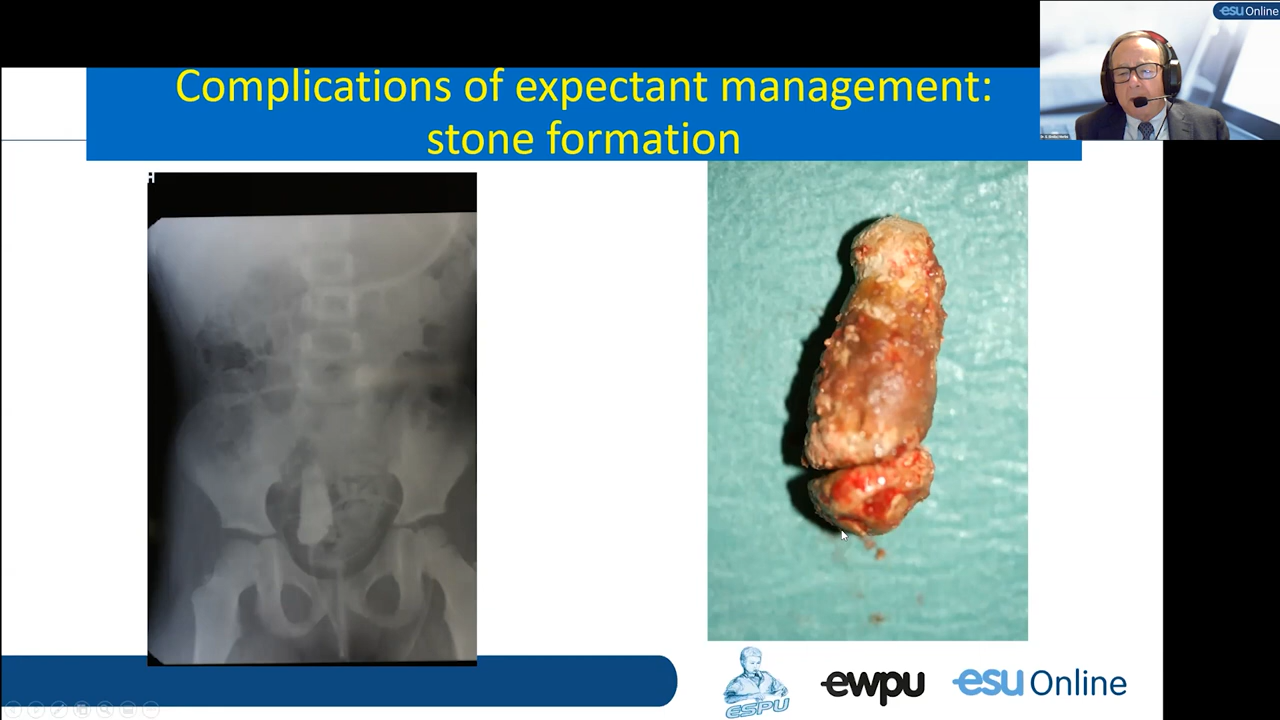 esu Online
Complications of expectant management:
stone formation
H
ESPU
ewpu
esu Online